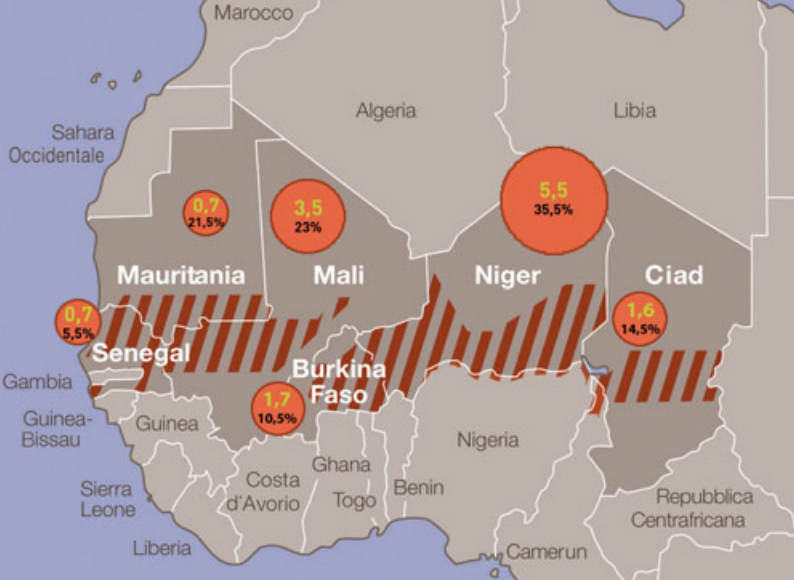 Marocco
Algeria
Libia
Sahara
Occidentale
0,7
21,5%
3,5
23%
5,5
35,5%
Mauritania
Mali
Niger
Ciad
0,7
5,5%
1,6
14,5%
Senegal
Burkina
Faso
Gambia
1,7
10,5%
Guinea-
Bissau
Guinea
Nigeria
Ghana
Costa
d'Avorio
Togo
Benin
Sierra
Leone
Repubblica
Centrafricana
Liberia
Camerun